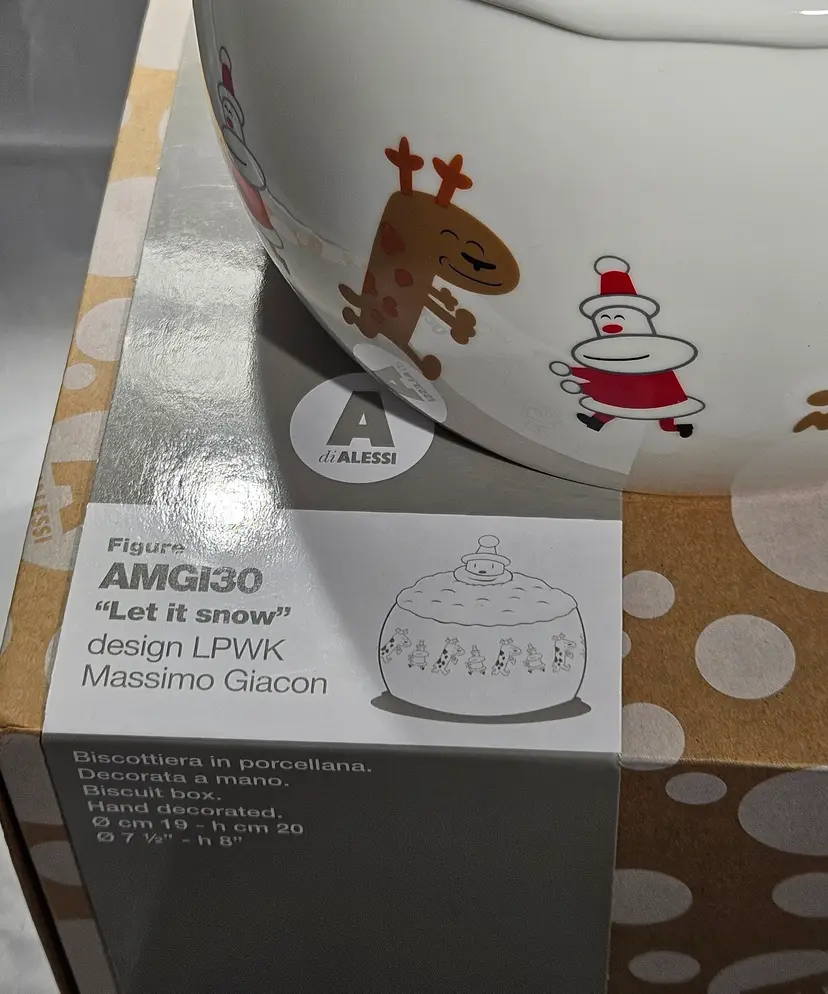 A
di ALESSI
ALESSI
Figure
AMGI30
“Let it snow”
design LPWK
Massimo Giacon
Biscottiera in porcellana.
Decorata a mano.
Biscuit box.
Hand decorated.
Ø cm 19 - h cm 20
Ø 7 ½” - h 8”